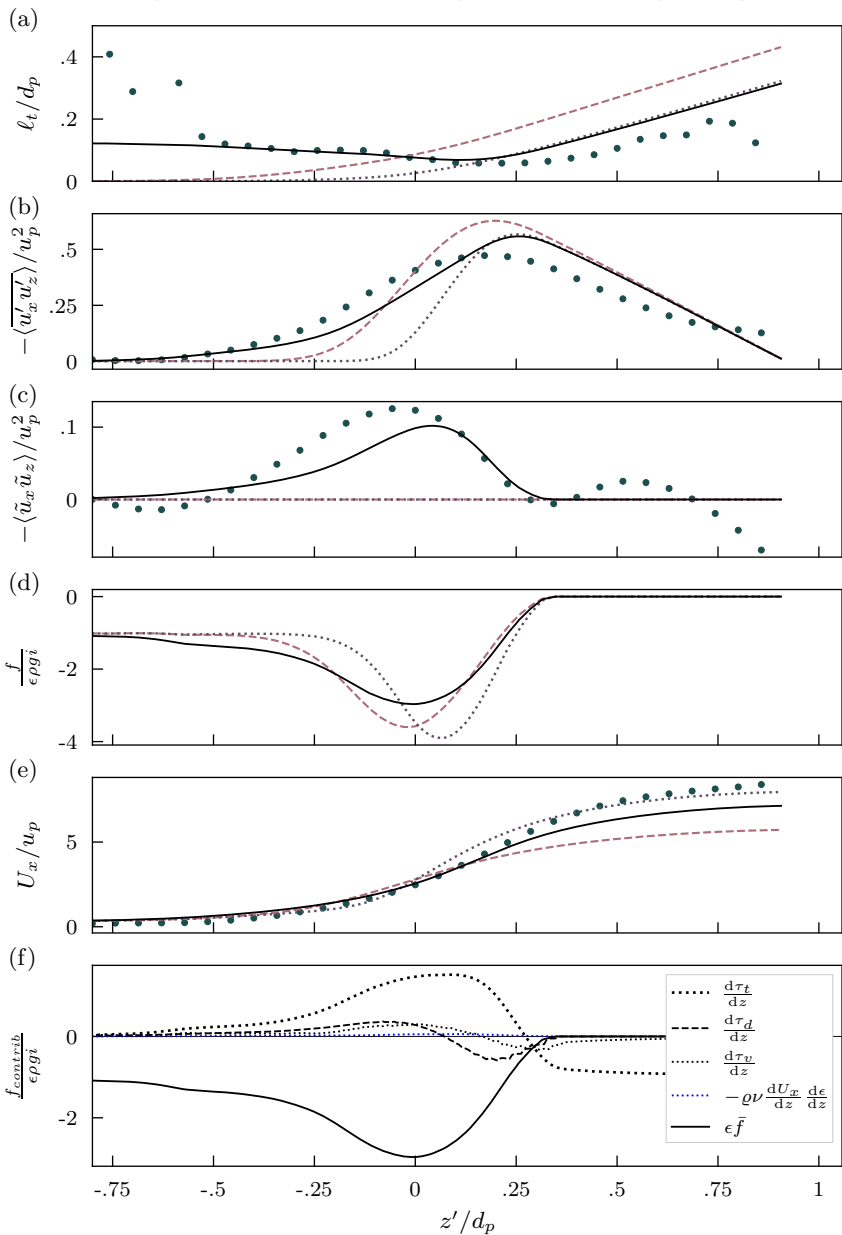 (a)
.4
.2
0
ℓ_t/d_p
(b)
.5
.25
0
−⟨\overline{u′_x u′_z}⟩/u_p^2
(c)
.1
0
−⟨ũ_x ũ_z⟩/u_p^2
(d)
0
-2
-4
f/ϵρgi
(e)
5
0
U_x/u_p
(f)
0
-2
f_{contrib}/ϵρgi
dτ_t/dz
dτ_d/dz
dτ_v/dz
−ϱν dU_x/dz dϵ/dz
ϵf̄
-.75 -.5 -.25 0 .25 .5 .75 1
z′/d_p